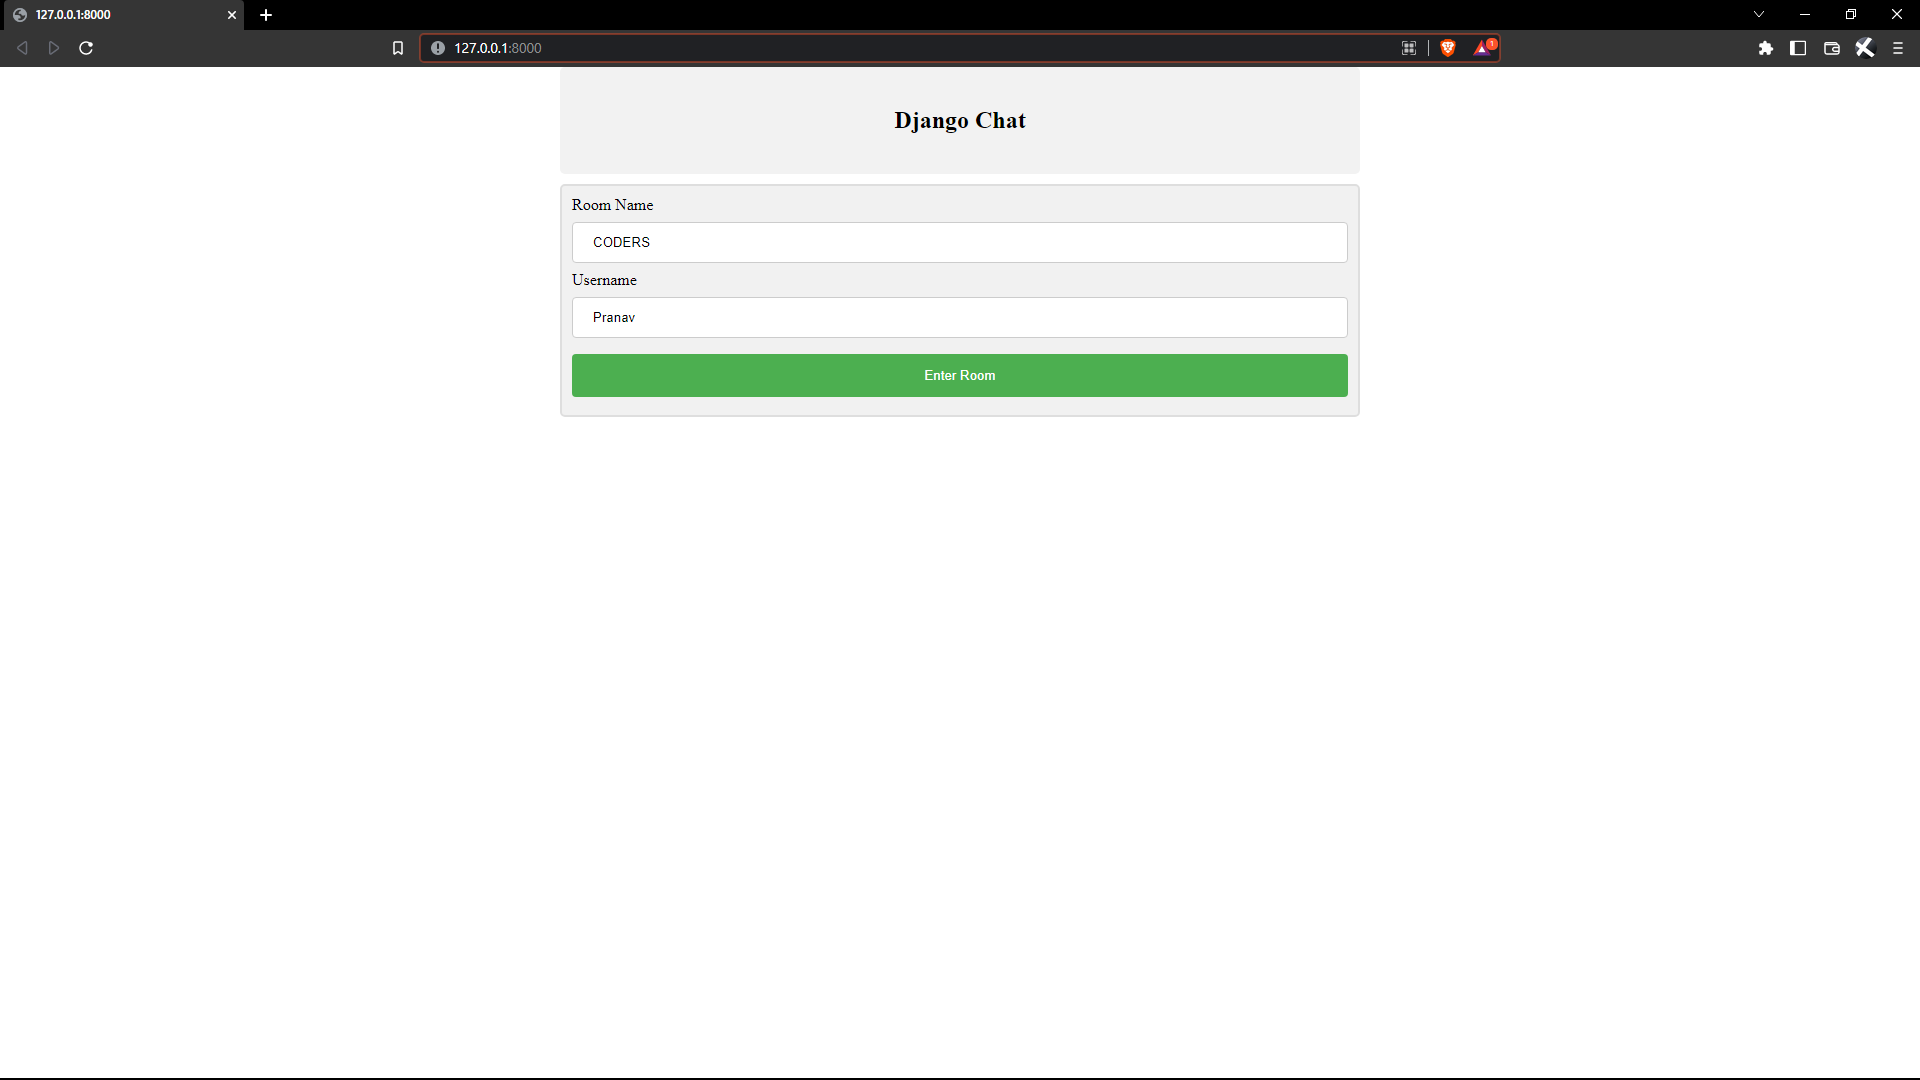 127.0.0.1:8000
127.0.0.1:8000
1
Django Chat
Room Name
CODERS
Username
Pranav
Enter Room